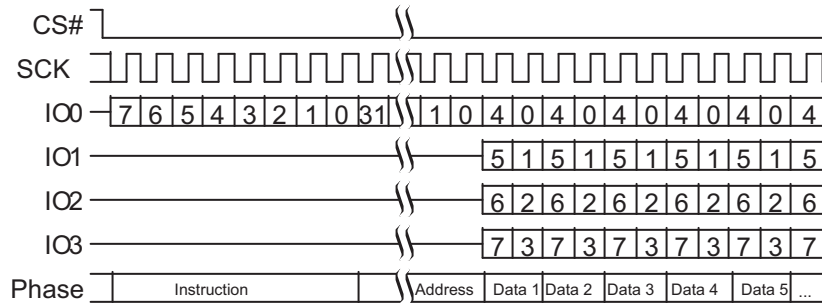 CS#
SCK
IO0 7 6 5 4 3 2 1 0 31 1 0 4 0 4 0 4 0 4 0 4 0 4
IO1 5 1 5 1 5 1 5 1 5 1 5
IO2 6 2 6 2 6 2 6 2 6 2 6
IO3 7 3 7 3 7 3 7 3 7 3 7
Phase Instruction Address Data 1 Data 2 Data 3 Data 4 Data 5 ...